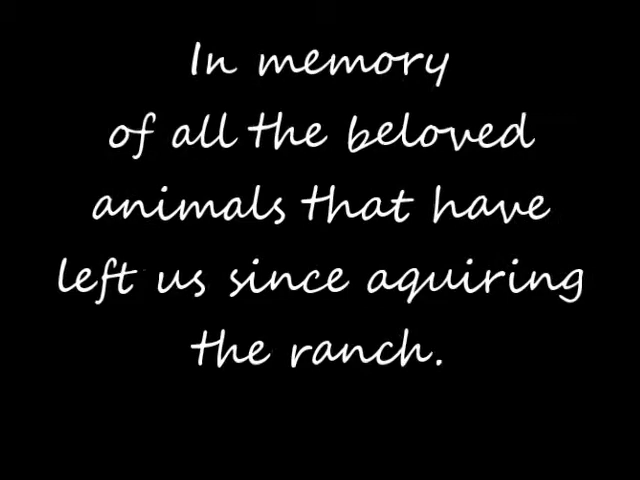 In memory
of all the beloved
animals that have
left us since aquiring
the ranch.